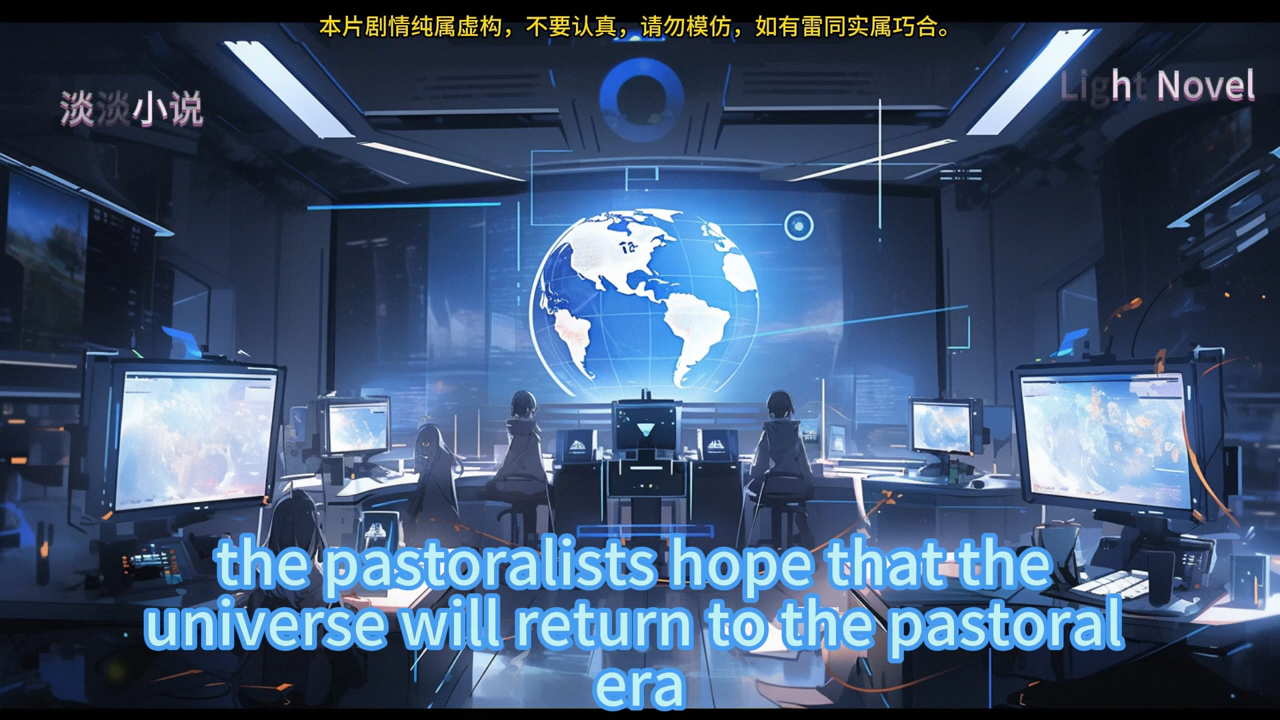 本片剧情纯属虚构，不要认真，请勿模仿，如有雷同实属巧合。
淡淡小说
Light Novel
the pastoralists hope that the
universe will return to the pastoral
era